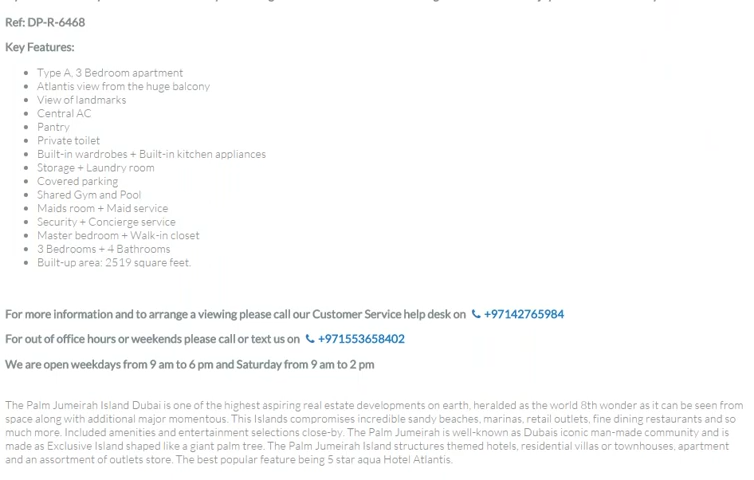 Ref: DP-R-6468
Key Features:
Type A, 3 Bedroom apartment
Atlantis view from the huge balcony
View of landmarks
Central AC
Pantry
Private toilet
Built-in wardrobes + Built-in kitchen appliances
Storage + Laundry room
Covered parking
Shared Gym and Pool
Maids room + Maid service
Security + Concierge service
Master bedroom + Walk-in closet
3 Bedrooms + 4 Bathrooms
Built-up area: 2519 square feet.
For more information and to arrange a viewing please call our Customer Service help desk on +97142765984
For out of office hours or weekends please call or text us on +971553658402
We are open weekdays from 9 am to 6 pm and Saturday from 9 am to 2 pm
The Palm Jumeirah Island Dubai is one of the highest aspiring real estate developments on earth, heralded as the world 8th wonder as it can be seen from
space along with additional major momentous. This Islands compromises incredible sandy beaches, marinas, retail outlets, fine dining restaurants and so
much more. Included amenities and entertainment selections close-by. The Palm Jumeirah is well-known as Dubais iconic man-made community and is
made as Exclusive Island shaped like a giant palm tree. The Palm Jumeirah Island structures themed hotels, residential villas or townhouses, apartment
and an assortment of outlets store. The best popular feature being 5 star aqua Hotel Atlantis.